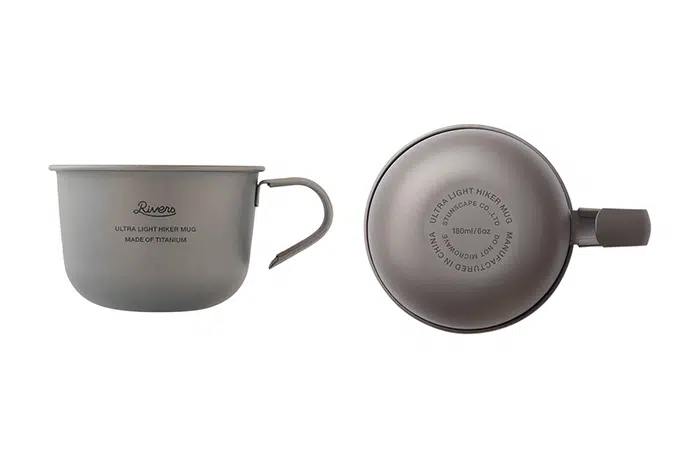 Rivers
ULTRA LIGHT HIKER MUG
MADE OF TITANIUM
ULTRA LIGHT HIKER MUG
STUNSCAPE CO.,LTD
180ml/6oz
DO NOT MICROWAVE
MANUFACTURED IN CHINA